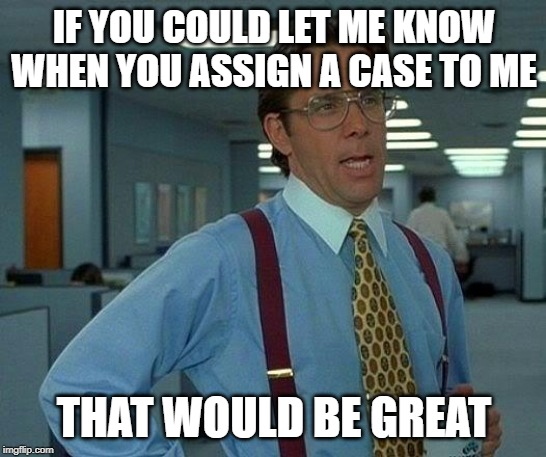 IF YOU COULD LET ME KNOW
WHEN YOU ASSIGN A CASE TO ME
THAT WOULD BE GREAT
imgflip.com